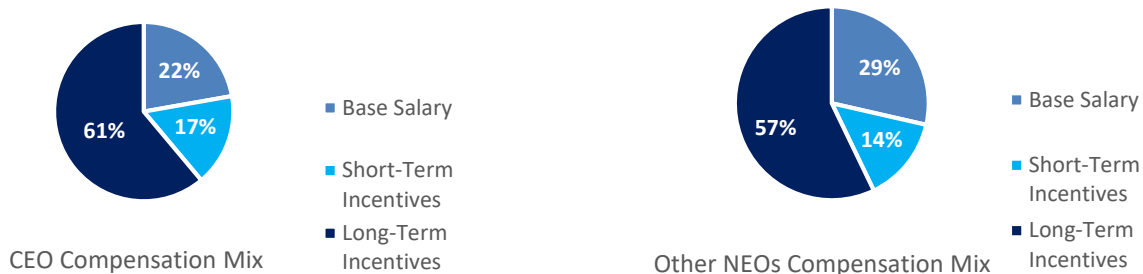 22%
17%
61%
Base Salary
Short-Term
Incentives
Long-Term
Incentives
CEO Compensation Mix
29%
14%
57%
Base Salary
Short-Term
Incentives
Long-Term
Incentives
Other NEOs Compensation Mix